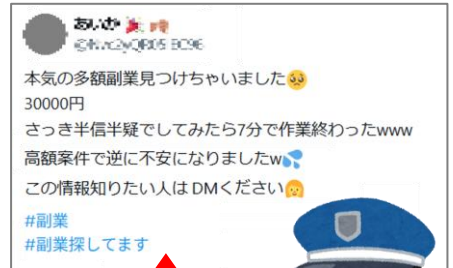 本気の多額副業見つけちゃいました🥺
30000円
さっき半信半疑でしてみたら7分で作業終わったwww
高額案件で逆に不安になりましたw💦
この情報知りたい人は DMください🙍
#副業
#副業探してます